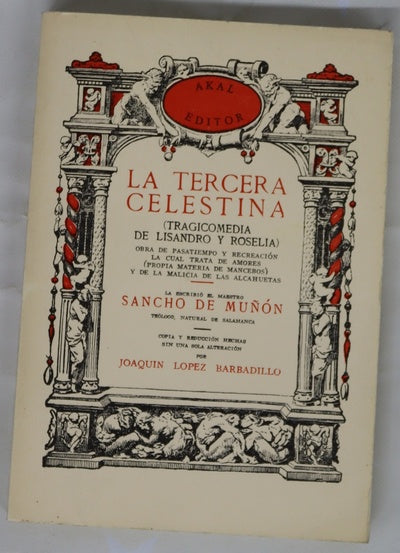 AKAL
EDITOR
LA TERCERA
CELESTINA
(TRAGICOMEDIA
DE LISANDRO Y ROSELIA)
OBRA DE PASATIEMPO Y RECREACIÓN
LA CUAL TRATA DE AMORES
(PROPIA MATERIA DE MANCEBOS)
Y DE LA MALICIA DE LAS ALCAHUETAS
LA ESCRIBIÓ EL MAESTRO
SANCHO DE MUÑÓN
TEÓLOGO, NATURAL DE SALAMANCA
COPIA Y REDUCCIÓN HECHAS
SIN UNA SOLA ALTERACIÓN
POR
JOAQUIN LOPEZ BARBADILLO